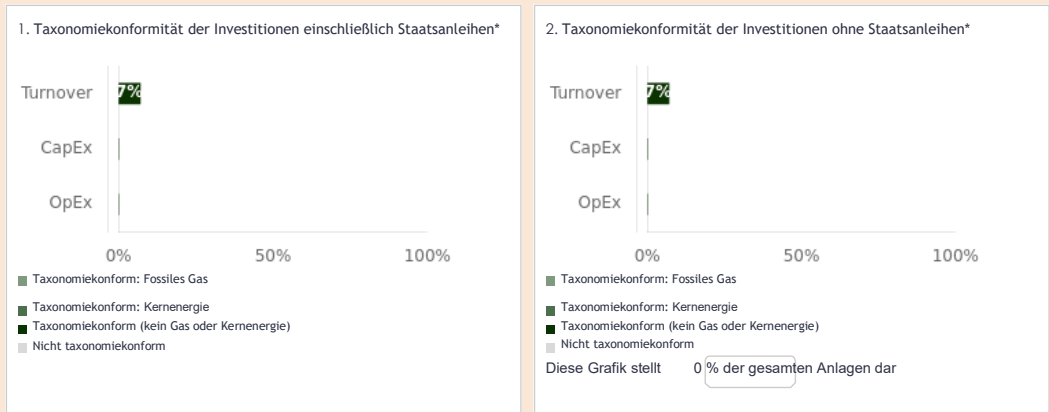 1. Taxonomiekonformität der Investitionen einschließlich Staatsanleihen*
Turnover 7%
CapEx
OpEx
0% 50% 100%
Taxonomiekonform: Fossiles Gas
Taxonomiekonform: Kernenergie
Taxonomiekonform (kein Gas oder Kernenergie)
Nicht taxonomiekonform
2. Taxonomiekonformität der Investitionen ohne Staatsanleihen*
Turnover 7%
CapEx
OpEx
0% 50% 100%
Taxonomiekonform: Fossiles Gas
Taxonomiekonform: Kernenergie
Taxonomiekonform (kein Gas oder Kernenergie)
Nicht taxonomiekonform
Diese Grafik stellt 0 % der gesamten Anlagen dar